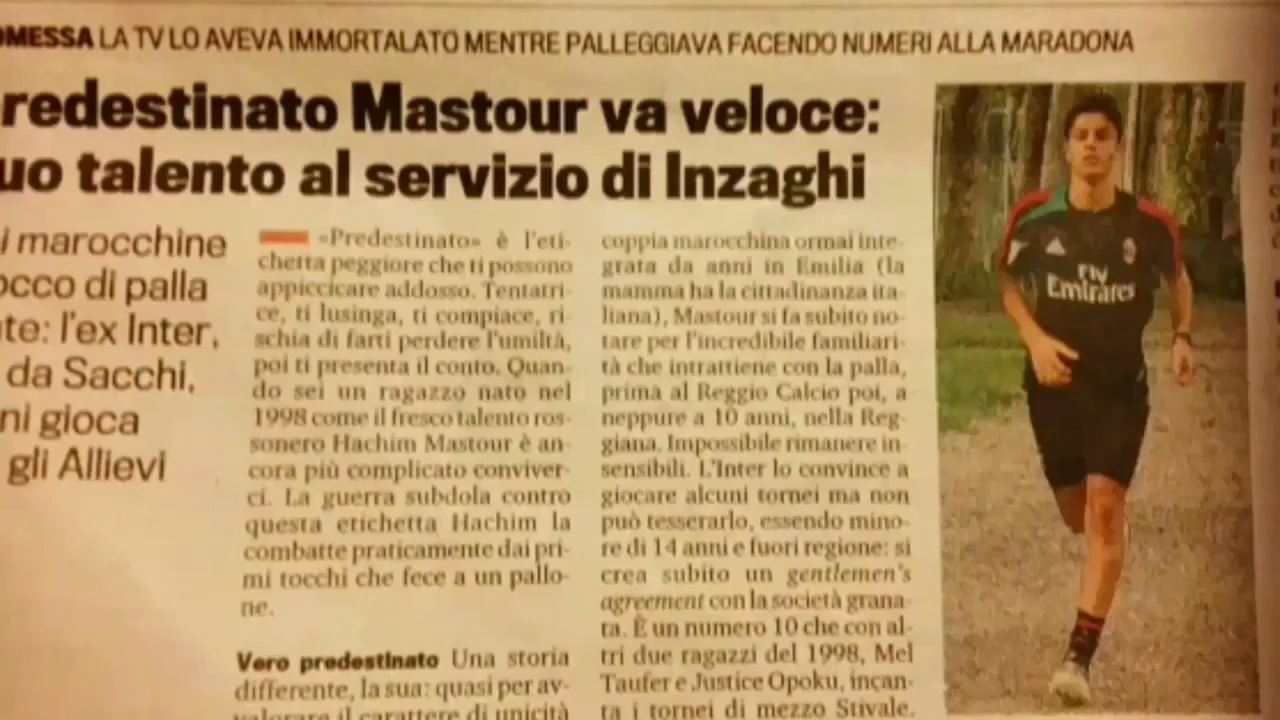 LA TV LO AVEVA IMMORTALATO MENTRE PALLEGGIAVA FACENDO NUMERI ALLA MARADONA
redestinato Mastour va veloce:
uo talento al servizio di Inzaghi
i marocchine
occo di palla
te: l'ex Inter,
da Sacchi,
ni gioca
gli Allievi
«Predestinato» è l'eti-
chetta peggiore che ti possono
appiccicare addosso. Tentatri-
ce, ti lusinga, ti compiace, ri-
schia di farti perdere l'umiltà,
poi ti presenta il conto. Quan-
do sei un ragazzo nato nel
1998 come il fresco talento ros-
sonero Hachim Mastour è an-
cora più complicato conviver-
ci. La guerra subdola contro
questa etichetta Hachim la
combatte praticamente dai pri-
mi tocchi che fece a un pallo-
ne.
Vero predestinato Una storia
differente, la sua: quasi per av-
valorare il carattere di unicità
coppia marocchina ormai inte-
grata da anni in Emilia (la
mamma ha la cittadinanza ita-
liana), Mastour si fa subito no-
tare per l'incredibile familiari-
tà che intrattiene con la palla,
prima al Reggio Calcio poi, a
neppure a 10 anni, nella Reg-
giana. Impossibile rimanere in-
sensibili. L'Inter lo convince a
giocare alcuni tornei ma non
può tesserarlo, essendo mino-
re di 14 anni e fuori regione: si
crea subito un gentlemen's
agreement con la società grana-
ta. È un numero 10 che con al-
tri due ragazzi del 1998, Mel
Taufer e Justice Opoku, incan-
ta i tornei di mezzo Stivale.
Fly
Emirates